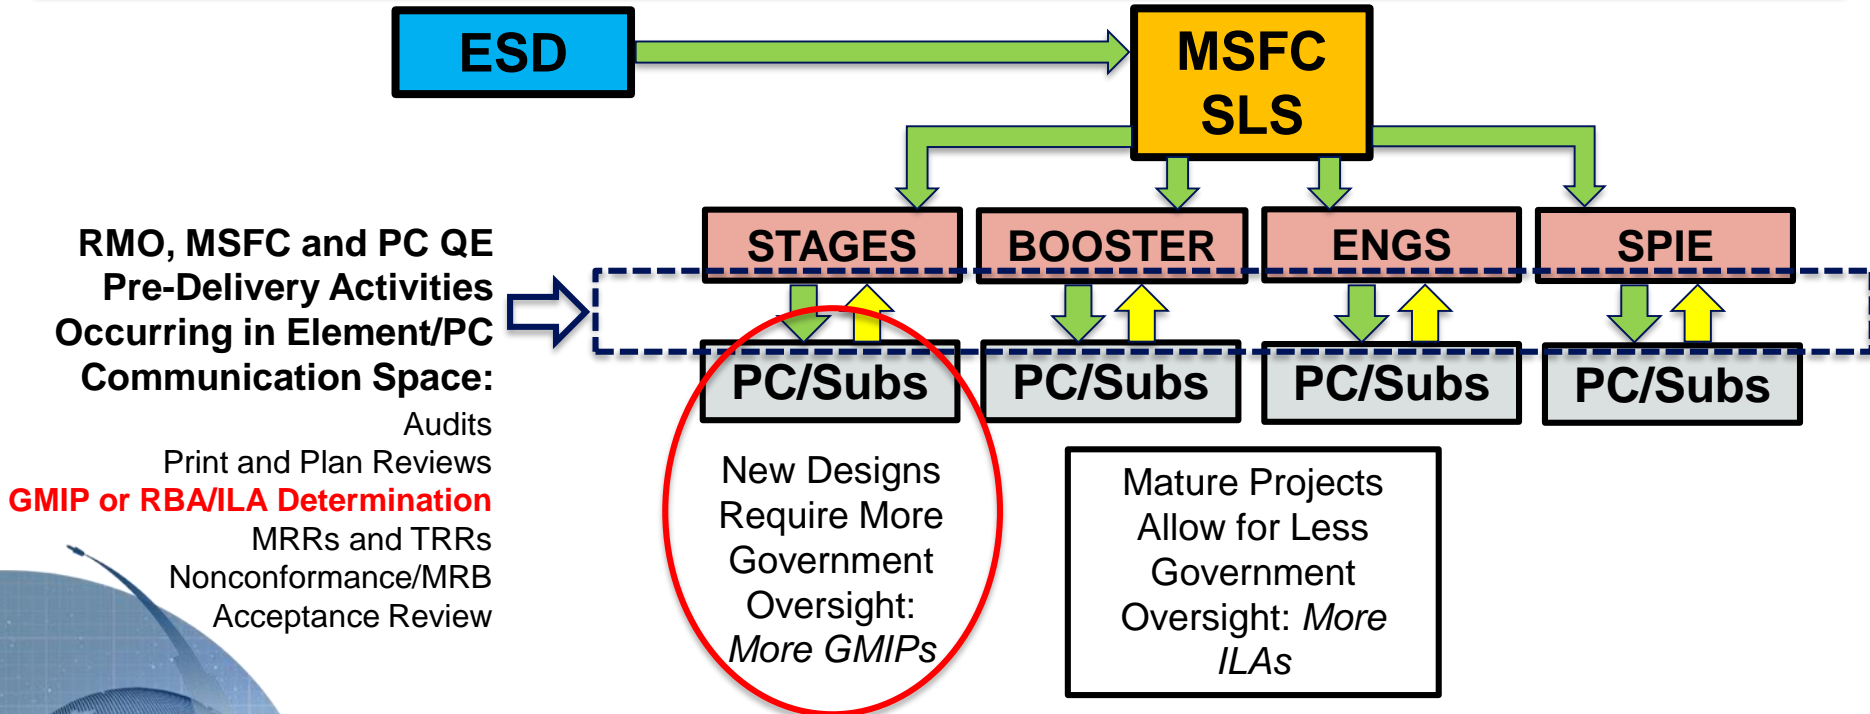 ESD
MSFC
SLS
STAGES
BOOSTER
ENGS
SPIE
RMO, MSFC and PC QE
Pre-Delivery Activities
Occurring in Element/PC
Communication Space:
Audits
Print and Plan Reviews
GMIP or RBA/ILA Determination
MRRs and TRRs
Nonconformance/MRB
Acceptance Review
PC/Subs
PC/Subs
PC/Subs
PC/Subs
New Designs
Require More
Government
Oversight:
More GMIPs
Mature Projects
Allow for Less
Government
Oversight: More
ILAs